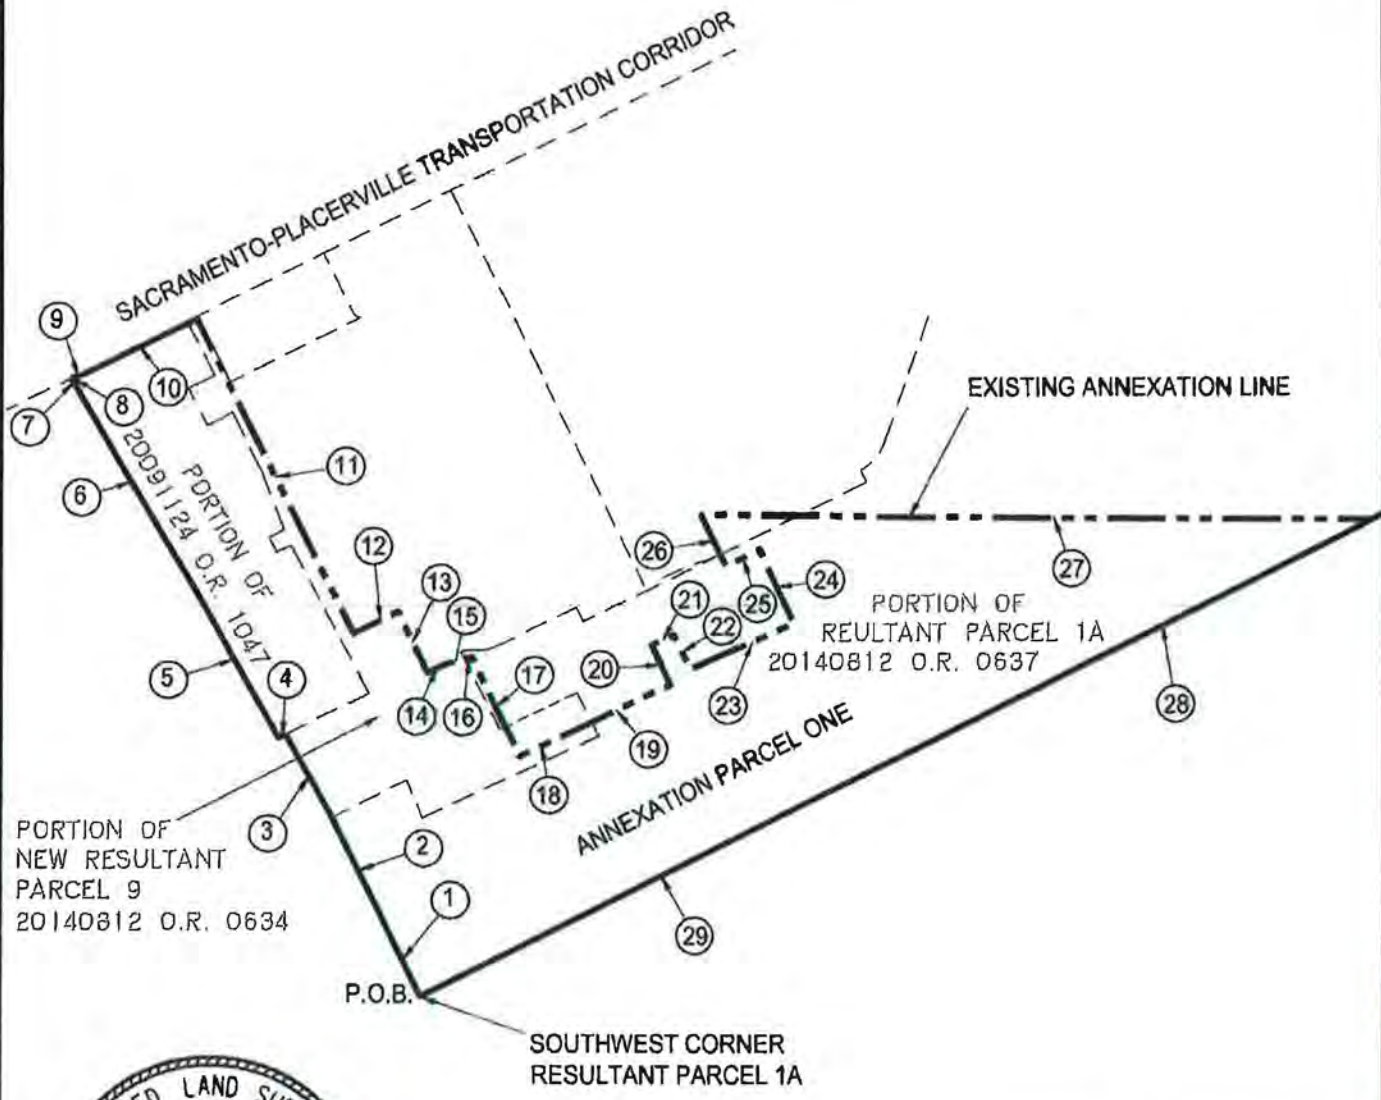 SACRAMENTO-PLACERVILLE TRANSPORTATION CORRIDOR
9
10
7
8
EXISTING ANNEXATION LINE
6
PORTION OF
20091124 O.R. 1047
11
12
13
15
26
25
24
27
21
22
PORTION OF
REULTANT PARCEL 1A
20140812 O.R. 0637
5
4
14
16
17
20
23
28
19
18
ANNEXATION PARCEL ONE
3
PORTION OF
NEW RESULTANT
PARCEL 9
20140812 O.R. 0634
2
1
29
P.O.B.
SOUTHWEST CORNER
RESULTANT PARCEL 1A
LAND